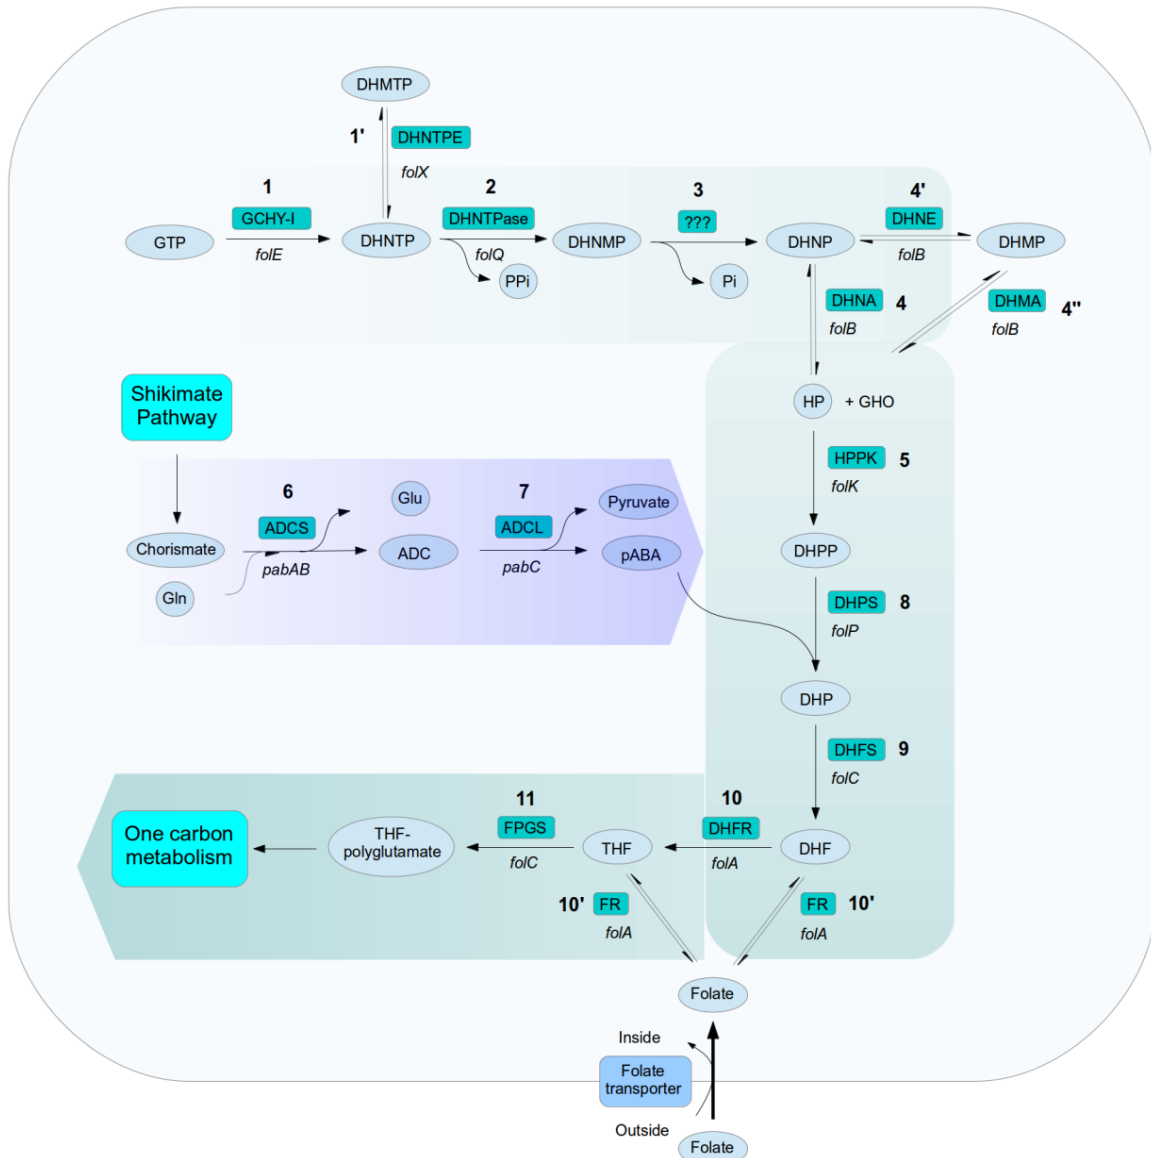 DHMTP
1'
DHNTPE
folX
1
2
3
4'
GCHY-I
DHNTPase
???
DHNE
GTP
folE
DHNTP
folQ
DHNMP
DHNP
folB
DHMP
PPi
Pi
DHNA
4
folB
DHMA
4"
folB
Shikimate
Pathway
HP
+ GHO
HPPK
5
folK
6
Glu
7
Pyruvate
ADCS
ADCL
Chorismate
pabAB
ADC
pabC
pABA
DHPP
Gln
DHPS
8
folP
DHP
DHFS
9
folC
One carbon
metabolism
THF-
polyglutamate
11
FPGS
folC
THF
10
DHFR
folA
DHF
10'
FR
folA
FR
10'
folA
Folate
Inside
Folate
transporter
Outside
Folate